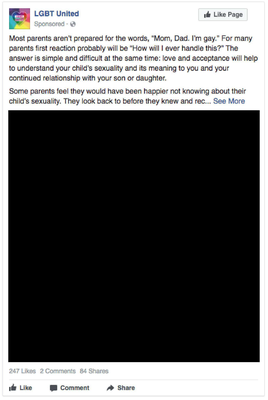 LGBT United
Sponsored ·
Like Page
Most parents aren't prepared for the words, "Mom, Dad. I'm gay." For many
parents first reaction probably will be "How will I ever handle this?" The
answer is simple and difficult at the same time: love and acceptance will help
to understand your child's sexuality and its meaning to you and your
continued relationship with your son or daughter.
Some parents feel they would have been happier not knowing about their
child's sexuality. They look back to before they knew and rec... See More
247 Likes 2 Comments 84 Shares
Like Comment Share